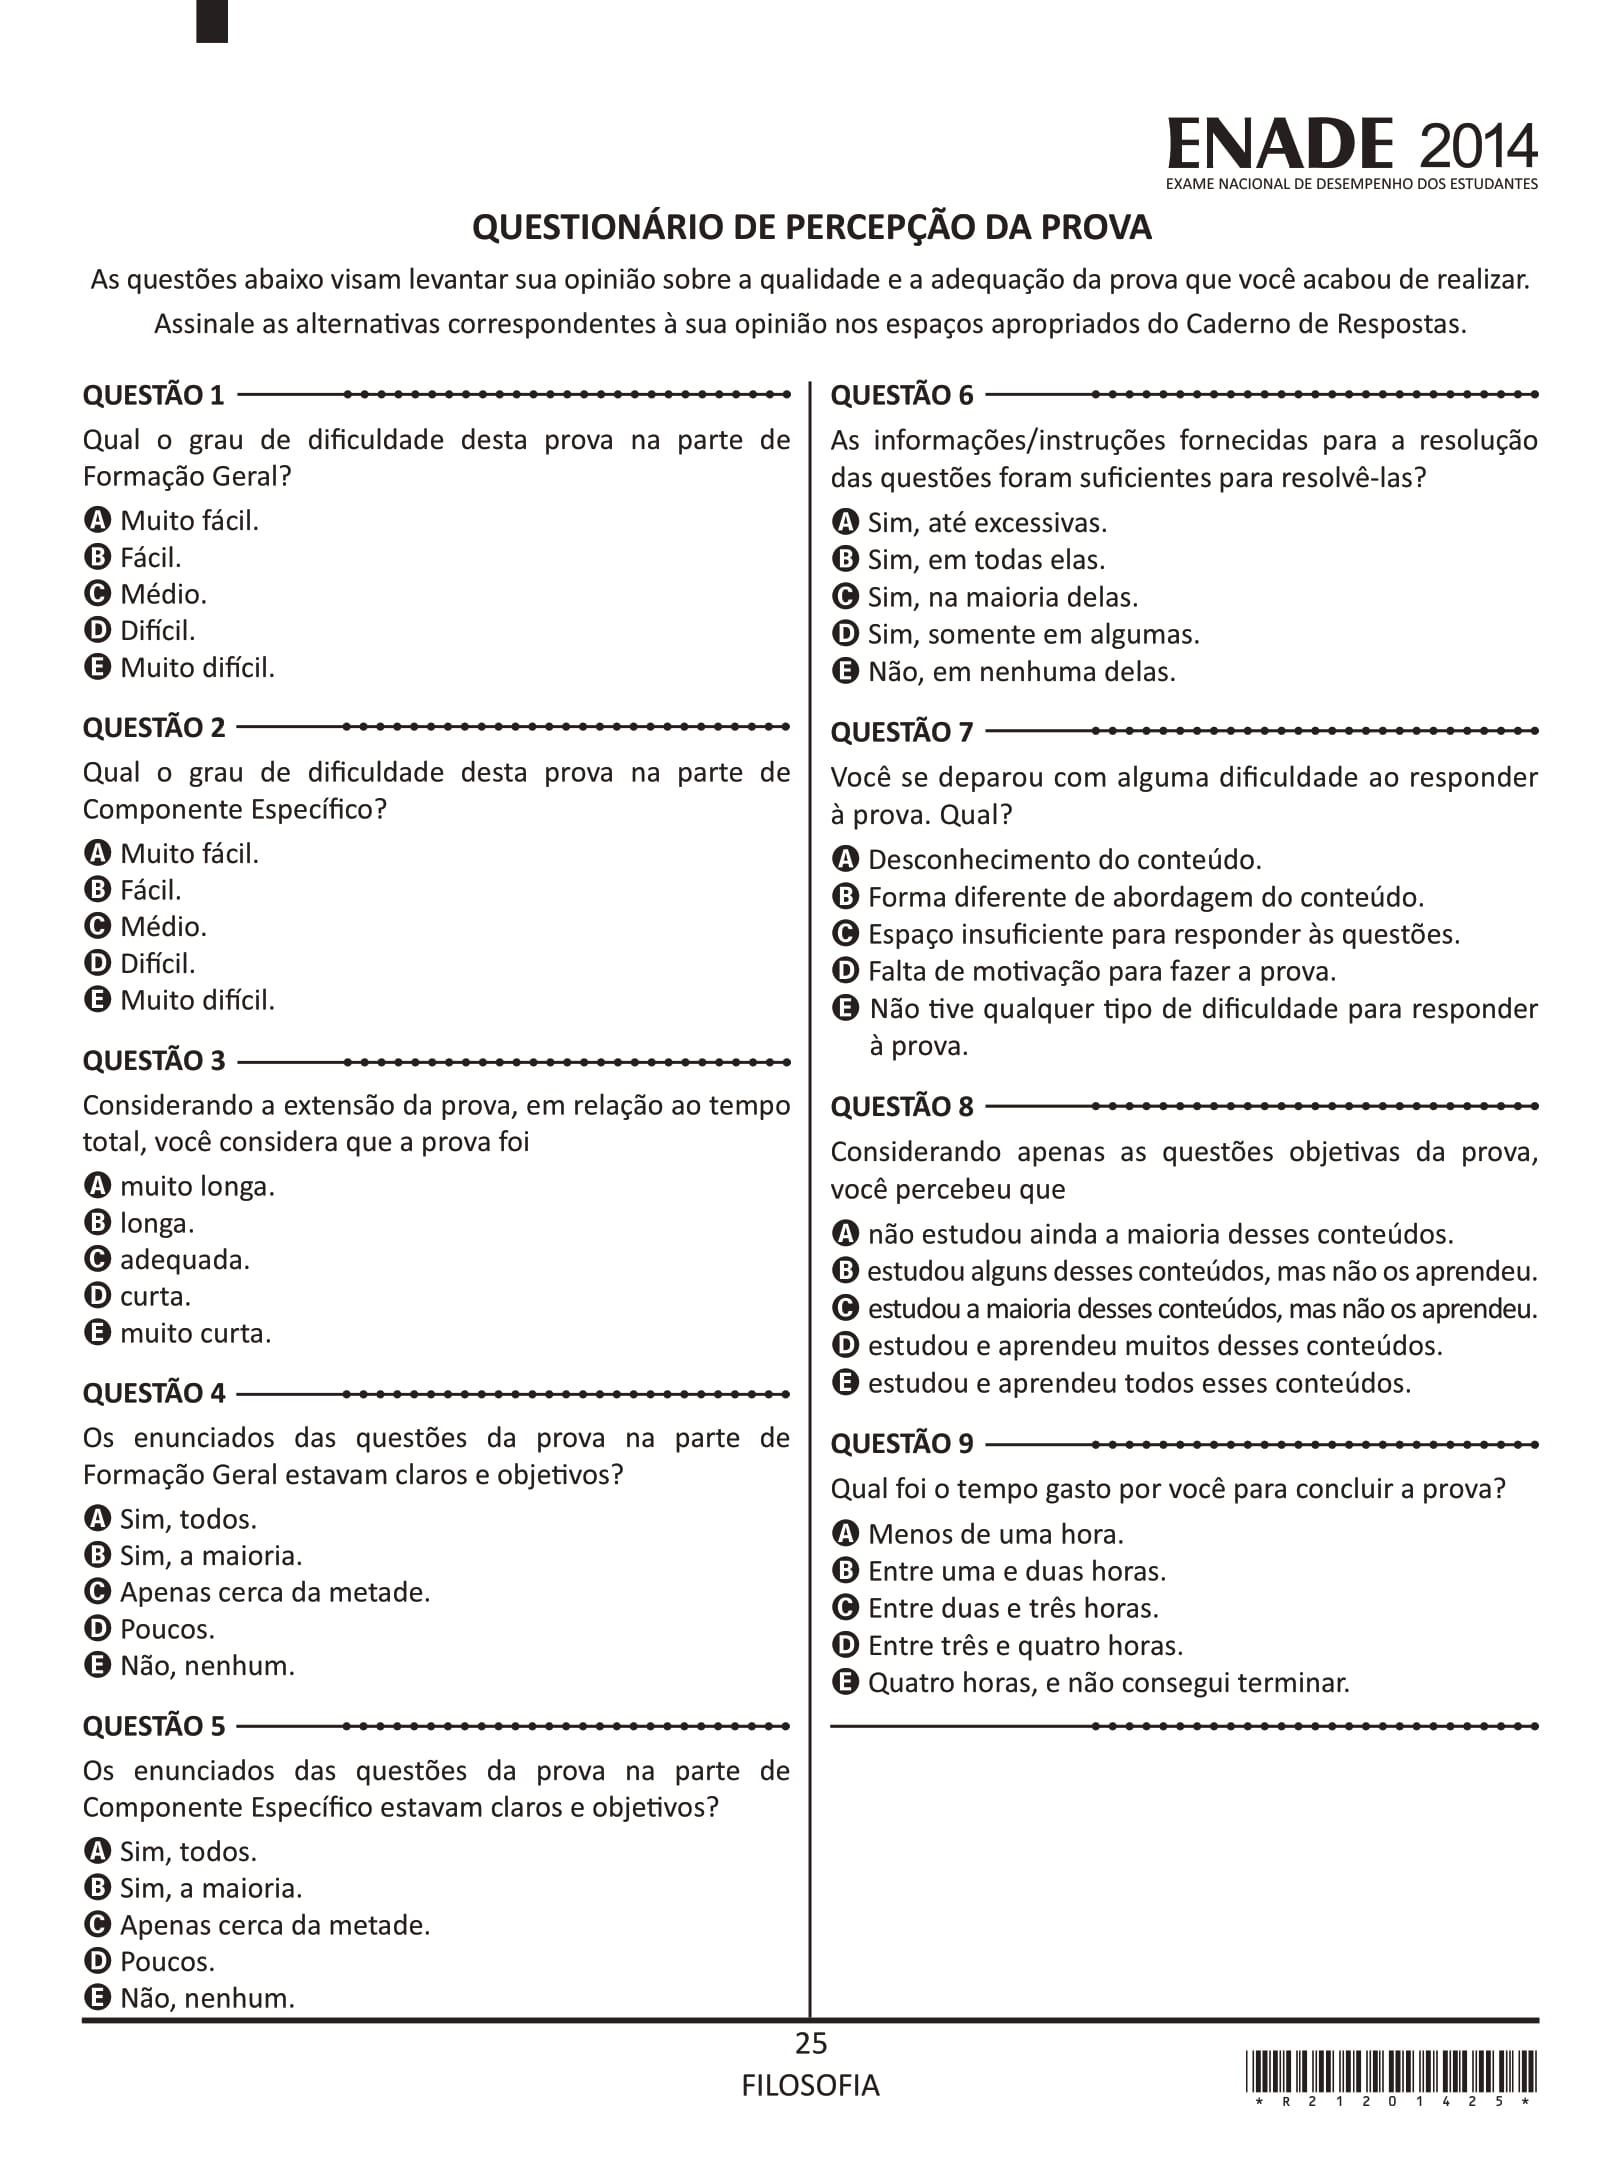 ENADE 2014
EXAME NACIONAL DE DESEMPENHO DOS ESTUDANTES
QUESTIONÁRIO DE PERCEPÇÃO DA PROVA
As questões abaixo visam levantar sua opinião sobre a qualidade e a adequação da prova que você acabou de realizar.
Assinale as alternativas correspondentes à sua opinião nos espaços apropriados do Caderno de Respostas.
QUESTÃO 1
Qual o grau de dificuldade desta prova na parte de
Formação Geral?
A Muito fácil.
B Fácil.
C Médio.
D Difícil.
E Muito difícil.
QUESTÃO 2
Qual o grau de dificuldade desta prova na parte de
Componente Específico?
A Muito fácil.
B Fácil.
C Médio.
D Difícil.
E Muito difícil.
QUESTÃO 3
Considerando a extensão da prova, em relação ao tempo
total, você considera que a prova foi
A muito longa.
B longa.
C adequada.
D curta.
E muito curta.
QUESTÃO 4
Os enunciados das questões da prova na parte de
Formação Geral estavam claros e objetivos?
A Sim, todos.
B Sim, a maioria.
C Apenas cerca da metade.
D Poucos.
E Não, nenhum.
QUESTÃO 5
Os enunciados das questões da prova na parte de
Componente Específico estavam claros e objetivos?
A Sim, todos.
B Sim, a maioria.
C Apenas cerca da metade.
D Poucos.
E Não, nenhum.
QUESTÃO 6
As informações/instruções fornecidas para a resolução
das questões foram suficientes para resolvê-las?
A Sim, até excessivas.
B Sim, em todas elas.
C Sim, na maioria delas.
D Sim, somente em algumas.
E Não, em nenhuma delas.
QUESTÃO 7
Você se deparou com alguma dificuldade ao responder
à prova. Qual?
A Desconhecimento do conteúdo.
B Forma diferente de abordagem do conteúdo.
C Espaço insuficiente para responder às questões.
D Falta de motivação para fazer a prova.
E Não tive qualquer tipo de dificuldade para responder
à prova.
QUESTÃO 8
Considerando apenas as questões objetivas da prova,
você percebeu que
A não estudou ainda a maioria desses conteúdos.
B estudou alguns desses conteúdos, mas não os aprendeu.
C estudou a maioria desses conteúdos, mas não os aprendeu.
D estudou e aprendeu muitos desses conteúdos.
E estudou e aprendeu todos esses conteúdos.
QUESTÃO 9
Qual foi o tempo gasto por você para concluir a prova?
A Menos de uma hora.
B Entre uma e duas horas.
C Entre duas e três horas.
D Entre três e quatro horas.
E Quatro horas, e não consegui terminar.
25
FILOSOFIA
* R 2 1 2 0 1 4 2 5 *